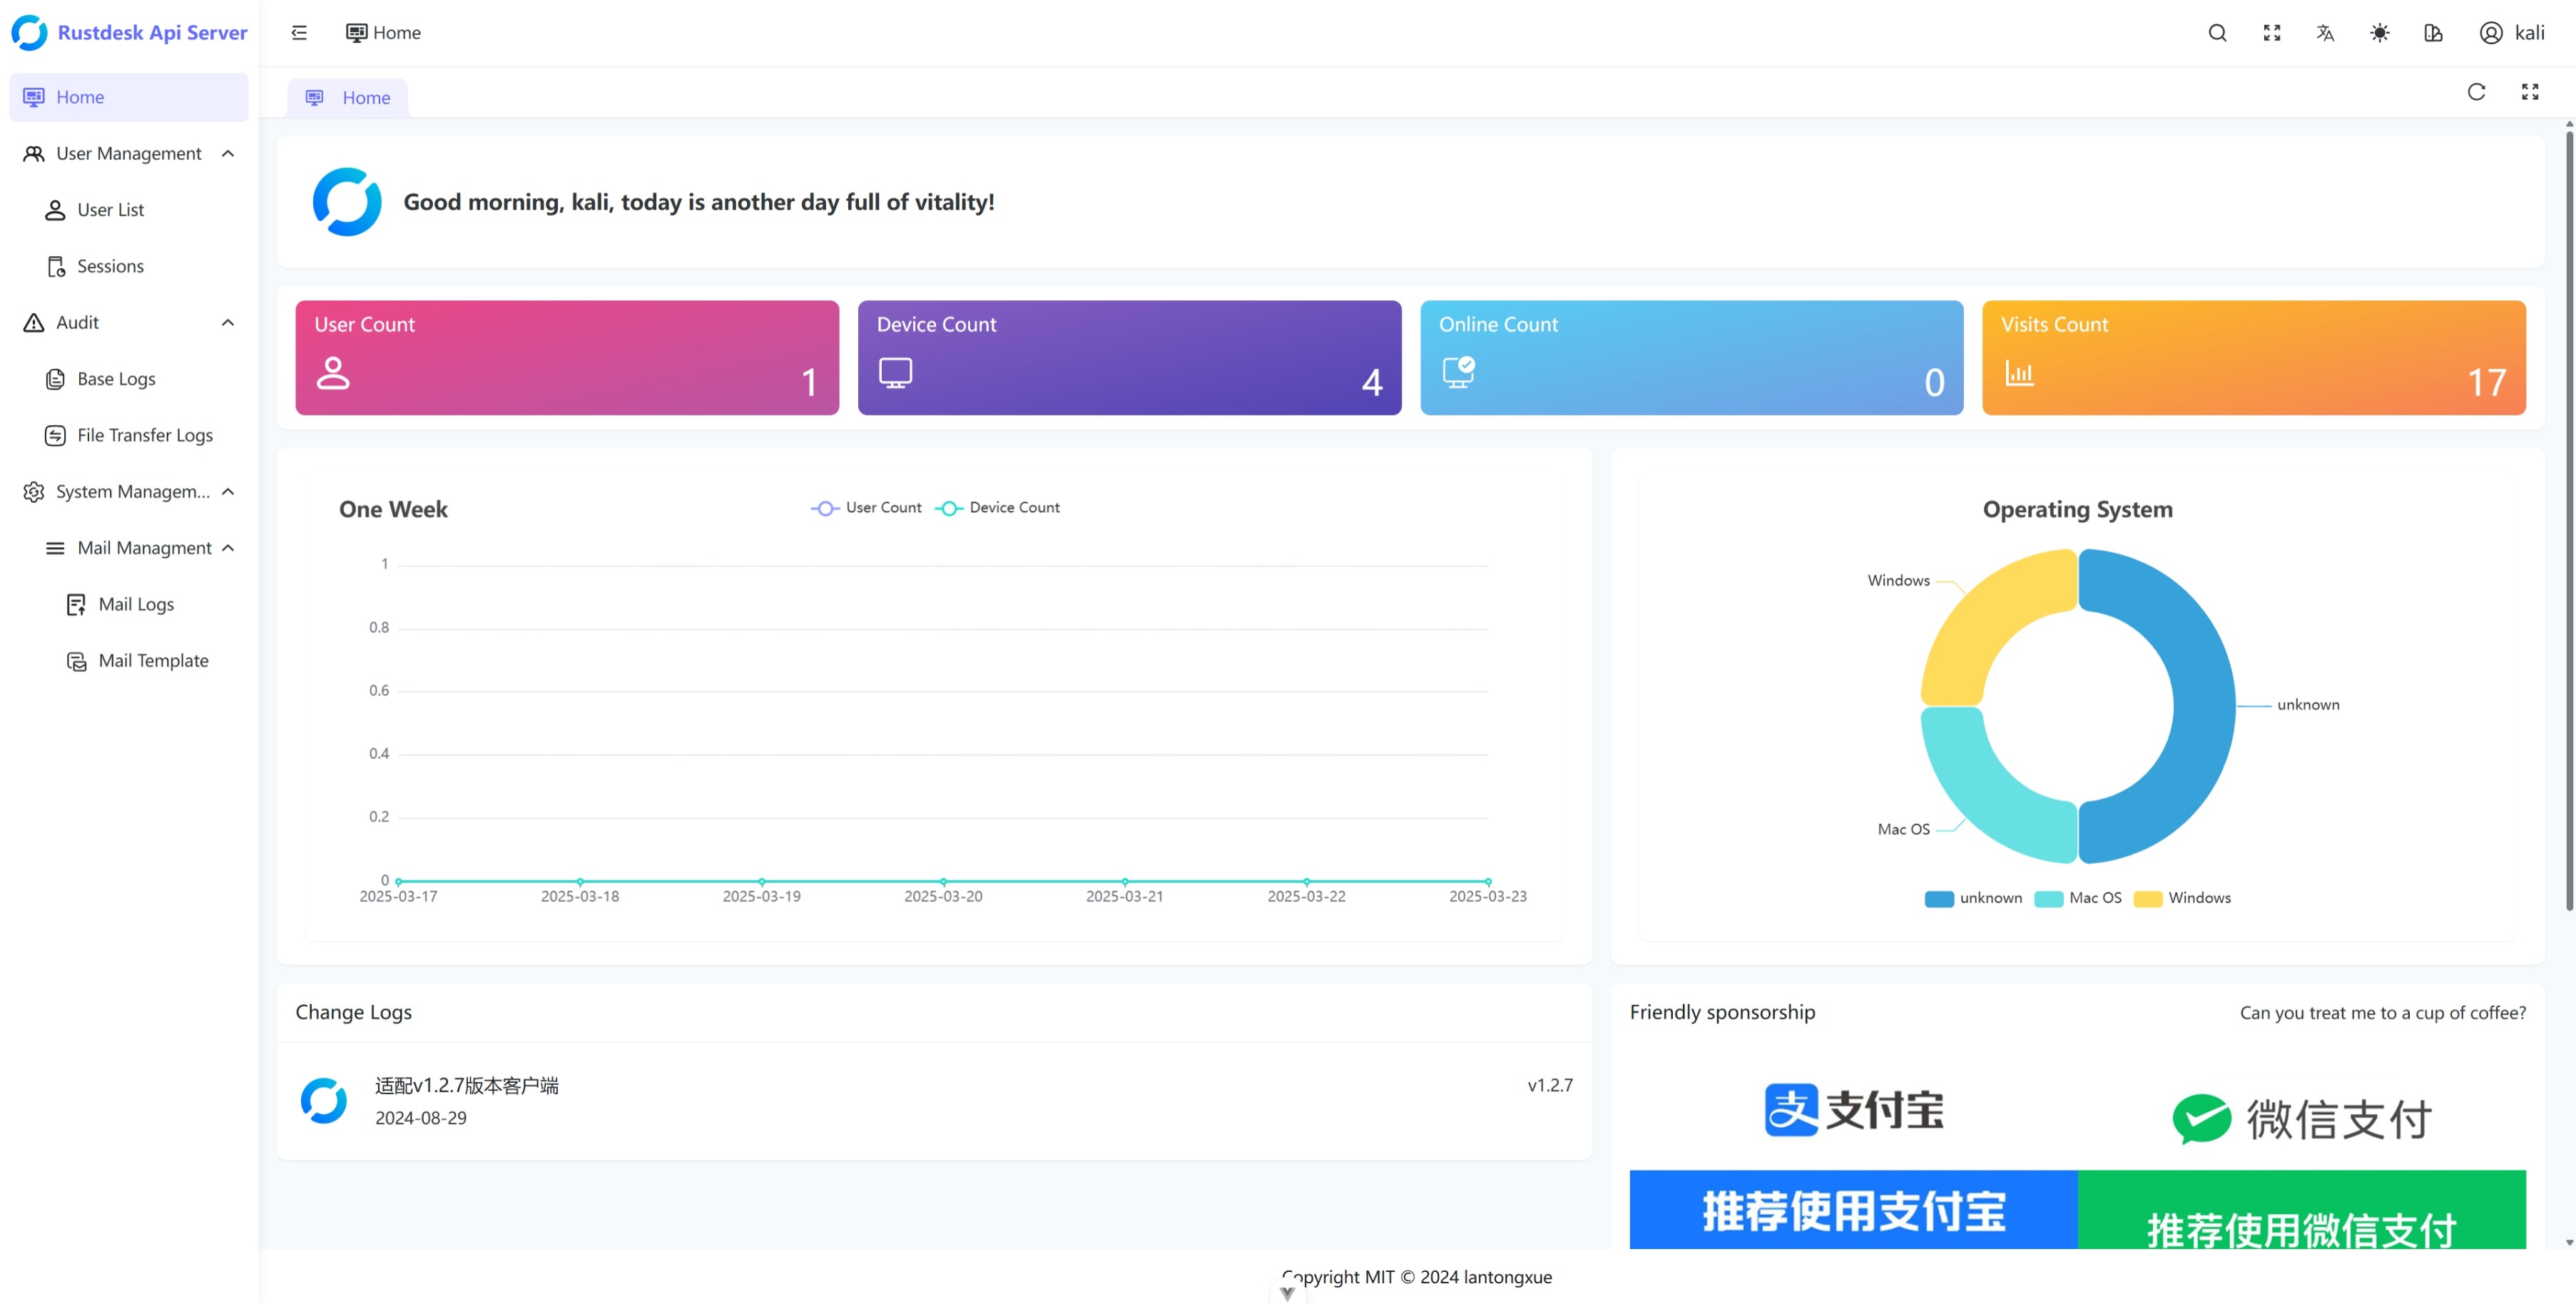 Rustdesk Api Server
Home
kali
Home
User Management
User List
Sessions
Audit
Base Logs
File Transfer Logs
System Managem...
Mail Managment
Mail Logs
Mail Template
Home
Good morning, kali, today is another day full of vitality!
User Count
1
Device Count
4
Online Count
0
Visits Count
17
One Week
User Count
Device Count
1
0.8
0.6
0.4
0.2
0
2025-03-17
2025-03-18
2025-03-19
2025-03-20
2025-03-21
2025-03-22
2025-03-23
Operating System
Windows
unknown
Mac OS
unknown
Mac OS
Windows
Change Logs
适配v1.2.7版本客户端
v1.2.7
2024-08-29
Friendly sponsorship
Can you treat me to a cup of coffee?
支 支付宝
微信支付
推荐使用支付宝
推荐使用微信支付
Copyright MIT © 2024 lantongxue